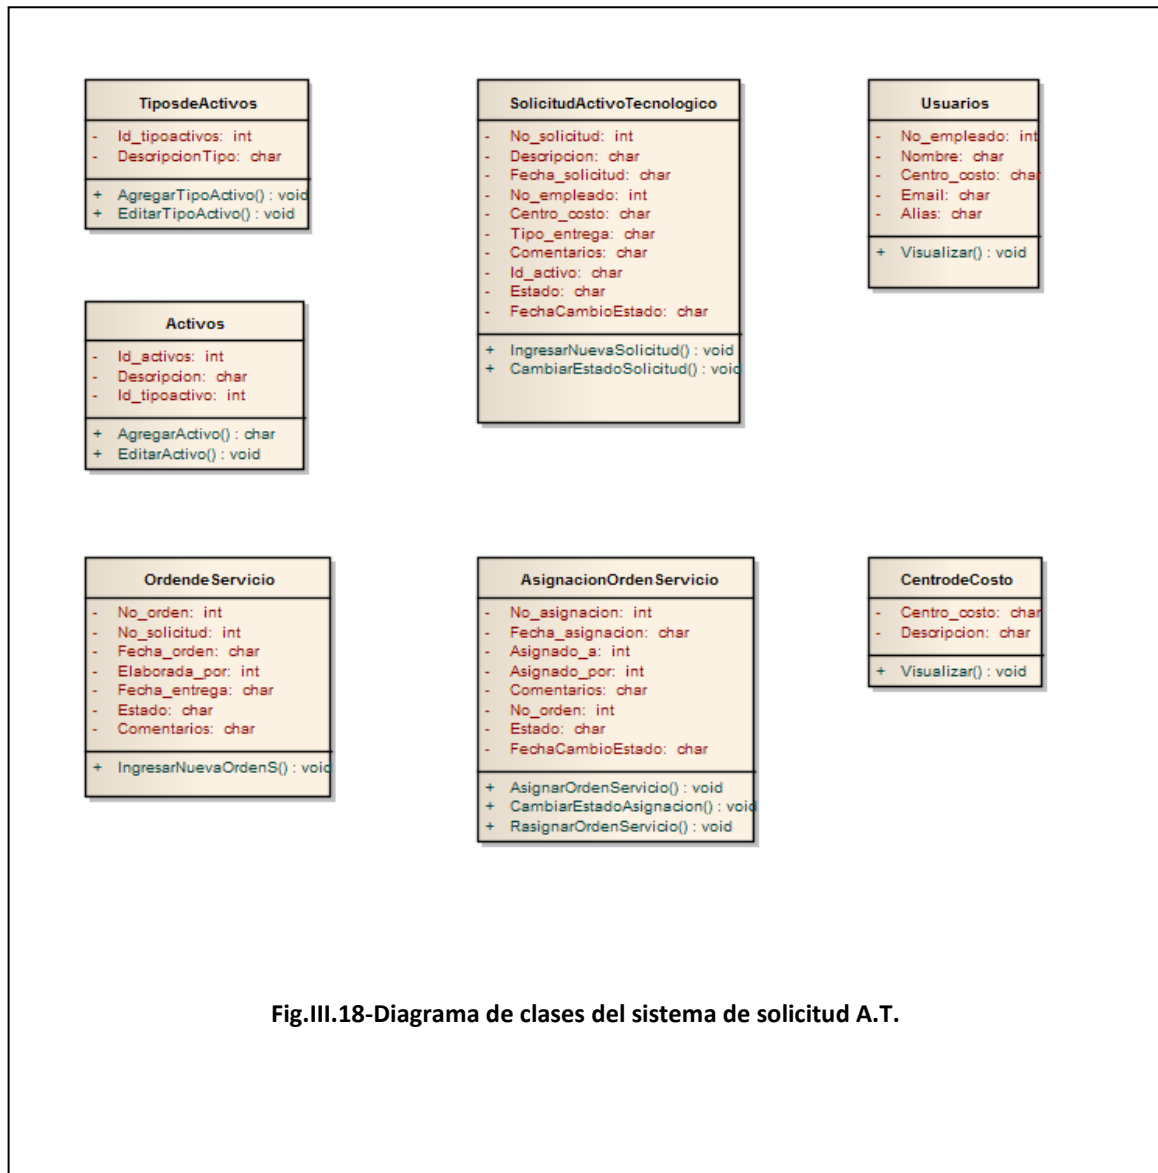 TiposdeActivos
- Id_tipoactivos: int
- DescripcionTipo: char
+ AgregarTipoActivo() : void
+ EditarTipoActivo() : void
Activos
- Id_activos: int
- Descripcion: char
- Id_tipoactivo: int
+ AgregarActivo() : char
+ EditarActivo() : void
SolicitudActivoTecnologico
- No_solicitud: int
- Descripcion: char
- Fecha_solicitud: char
- No_empleado: int
- Centro_costo: char
- Tipo_entrega: char
- Comentarios: char
- Id_activo: char
- Estado: char
- FechaCambioEstado: char
+ IngresarNuevaSolicitud() : void
+ CambiarEstadoSolicitud() : void
Usuarios
- No_empleado: int
- Nombre: char
- Centro_costo: char
- Email: char
- Alias: char
+ Visualizar() : void
OrdendeServicio
- No_orden: int
- No_solicitud: int
- Fecha_orden: char
- Elaborada_por: int
- Fecha_entrega: char
- Estado: char
- Comentarios: char
+ IngresarNuevaOrdenS() : void
AsignacionOrdenServicio
- No_asignacion: int
- Fecha_asignacion: char
- Asignado_a: int
- Asignado_por: int
- Comentarios: char
- No_orden: int
- Estado: char
- FechaCambioEstado: char
+ AsignarOrdenServicio() : void
+ CambiarEstadoAsignacion() : void
+ RasignarOrdenServicio() : void
CentrodeCosto
- Centro_costo: char
- Descripcion: char
+ Visualizar() : void
Fig.III.18-Diagrama de clases del sistema de solicitud A.T.